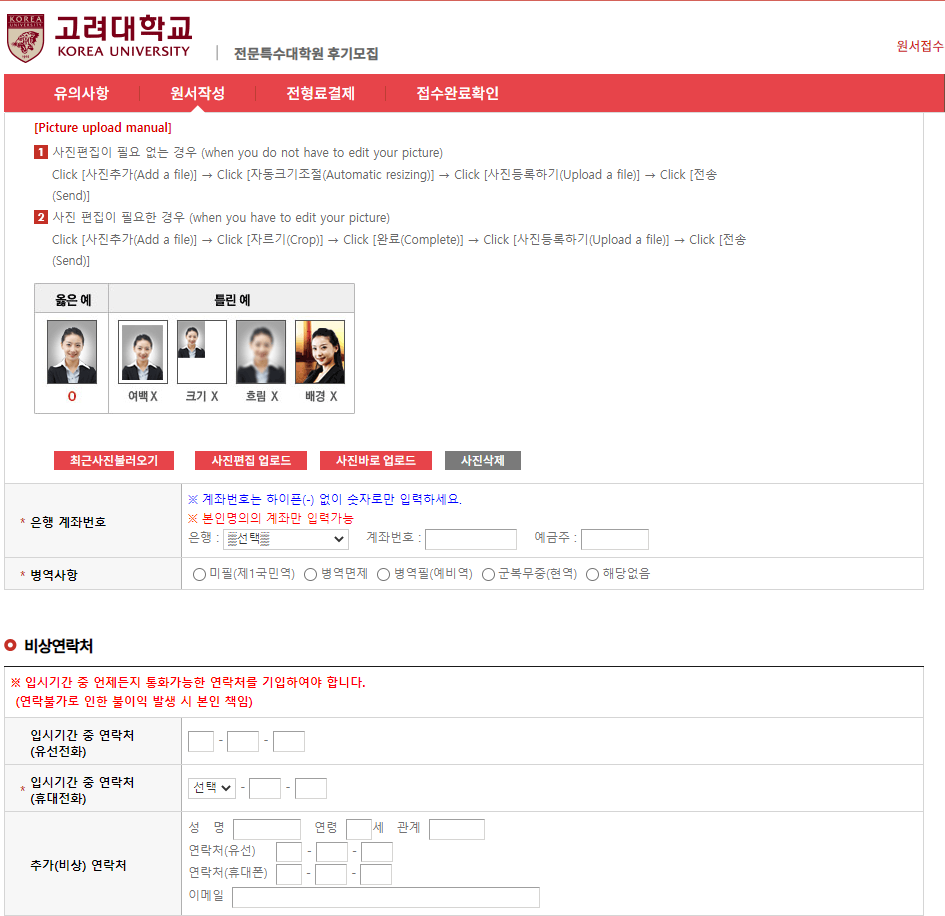 KOREA
UNIVERSITY
고려대학교
KOREA UNIVERSITY
전문특수대학원 후기모집
원서접수
유의사항 원서작성 전형료결제 접수완료확인
[Picture upload manual]
1 사진편집이 필요 없는 경우 (when you do not have to edit your picture)
Click [사진추가(Add a file)] → Click [자동크기조절(Automatic resizing)] → Click [사진등록하기(Upload a file)] → Click [전송
(Send)]
2 사진 편집이 필요한 경우 (when you have to edit your picture)
Click [사진추가(Add a file)] → Click [자르기(Crop)] → Click [완료(Complete)] → Click [사진등록하기(Upload a file)] → Click [전송
(Send)]
옳은 예 틀린 예
O 여백 X 크기 X 흐림 X 배경 X
최근사진불러오기 사진편집 업로드 사진바로 업로드 사진삭제
※ 계좌번호는 하이픈(-) 없이 숫자로만 입력하세요.
* 은행 계좌번호
※ 본인명의의 계좌만 입력가능
은행 : ▒선택▒ 계좌번호 : 예금주 :
* 병역사항 미필(제1국민역) 병역면제 병역필(예비역) 군복무중(현역) 해당없음
비상연락처
※ 입시기간 중 언제든지 통화가능한 연락처를 기입하여야 합니다.
(연락불가로 인한 불이익 발생 시 본인 책임)
입시기간 중 연락처
(유선전화) - -
* 입시기간 중 연락처
(휴대전화) 선택 - -
추가(비상) 연락처
성 명 연령 세 관계
연락처(유선) - -
연락처(휴대폰) - -
이메일